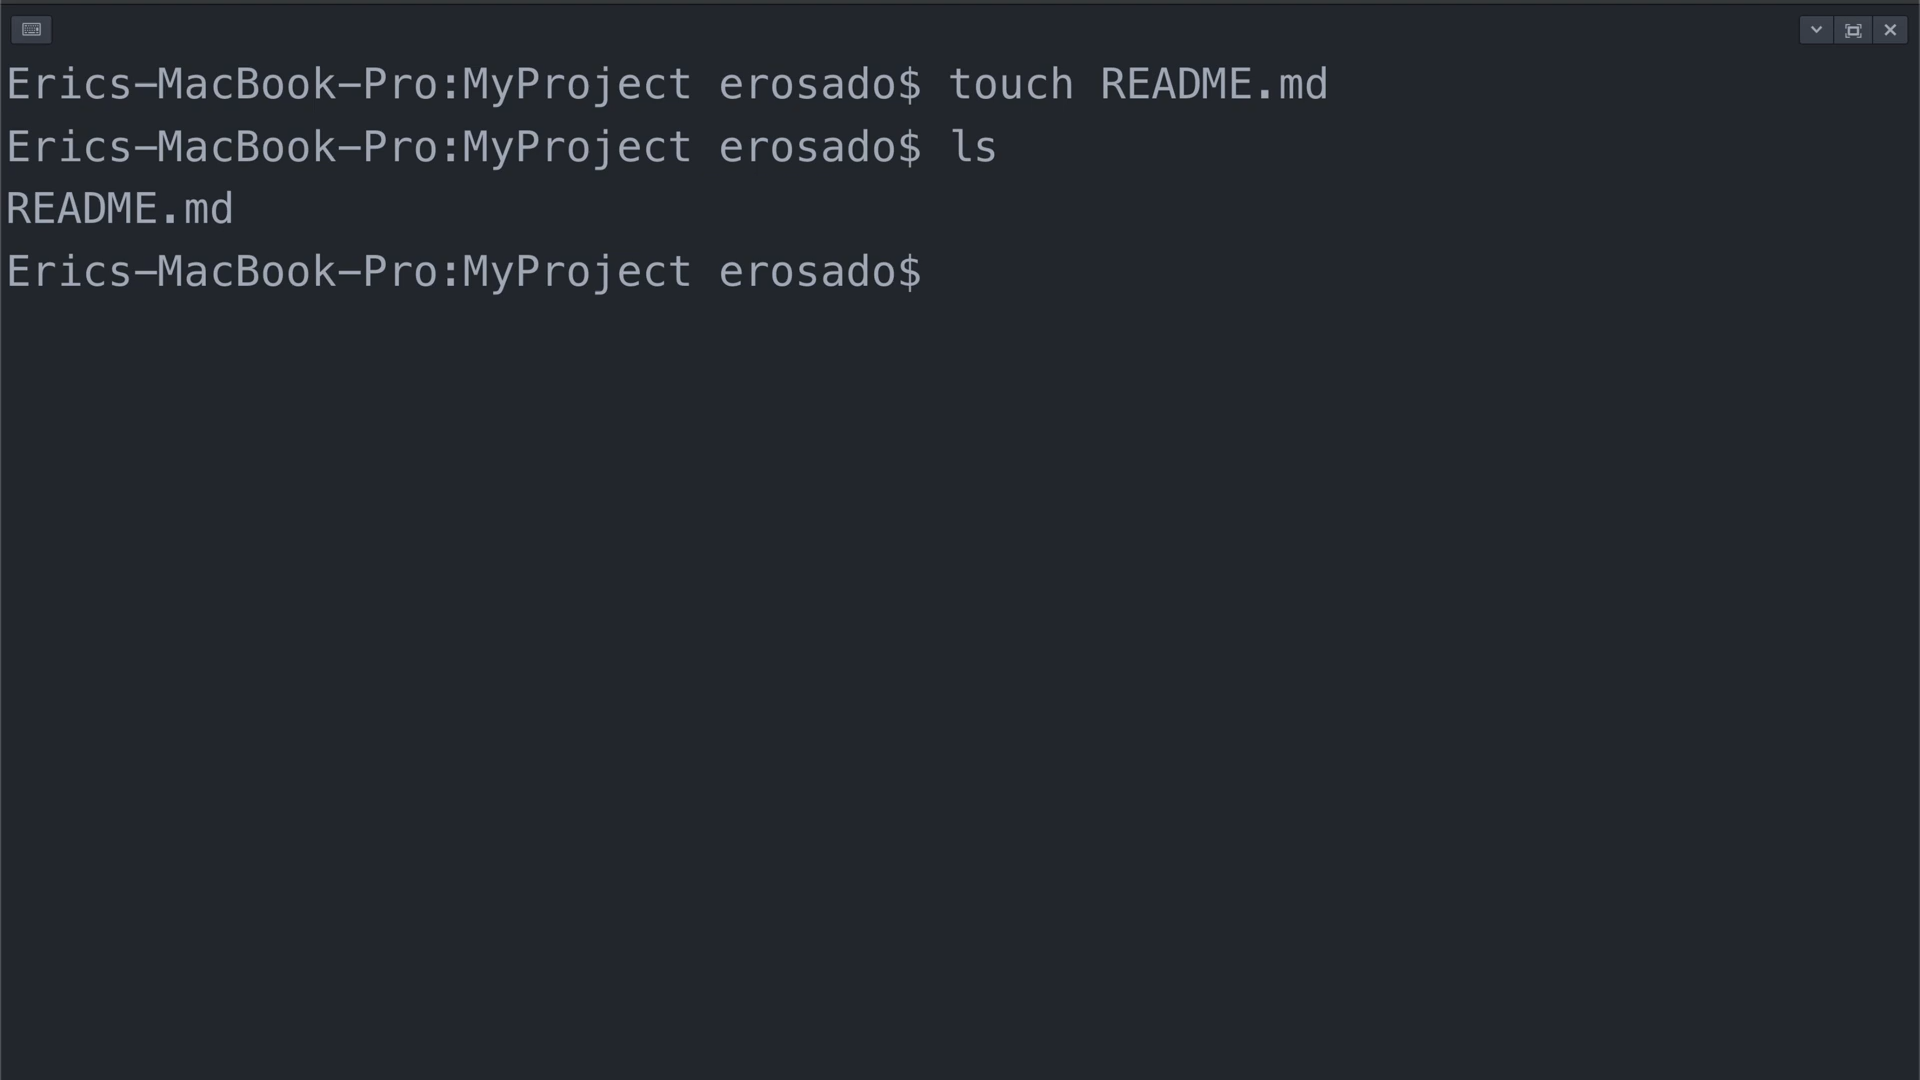 Erics-MacBook-Pro:MyProject erosado$ touch README.md
Erics-MacBook-Pro:MyProject erosado$ ls
README.md
Erics-MacBook-Pro:MyProject erosado$